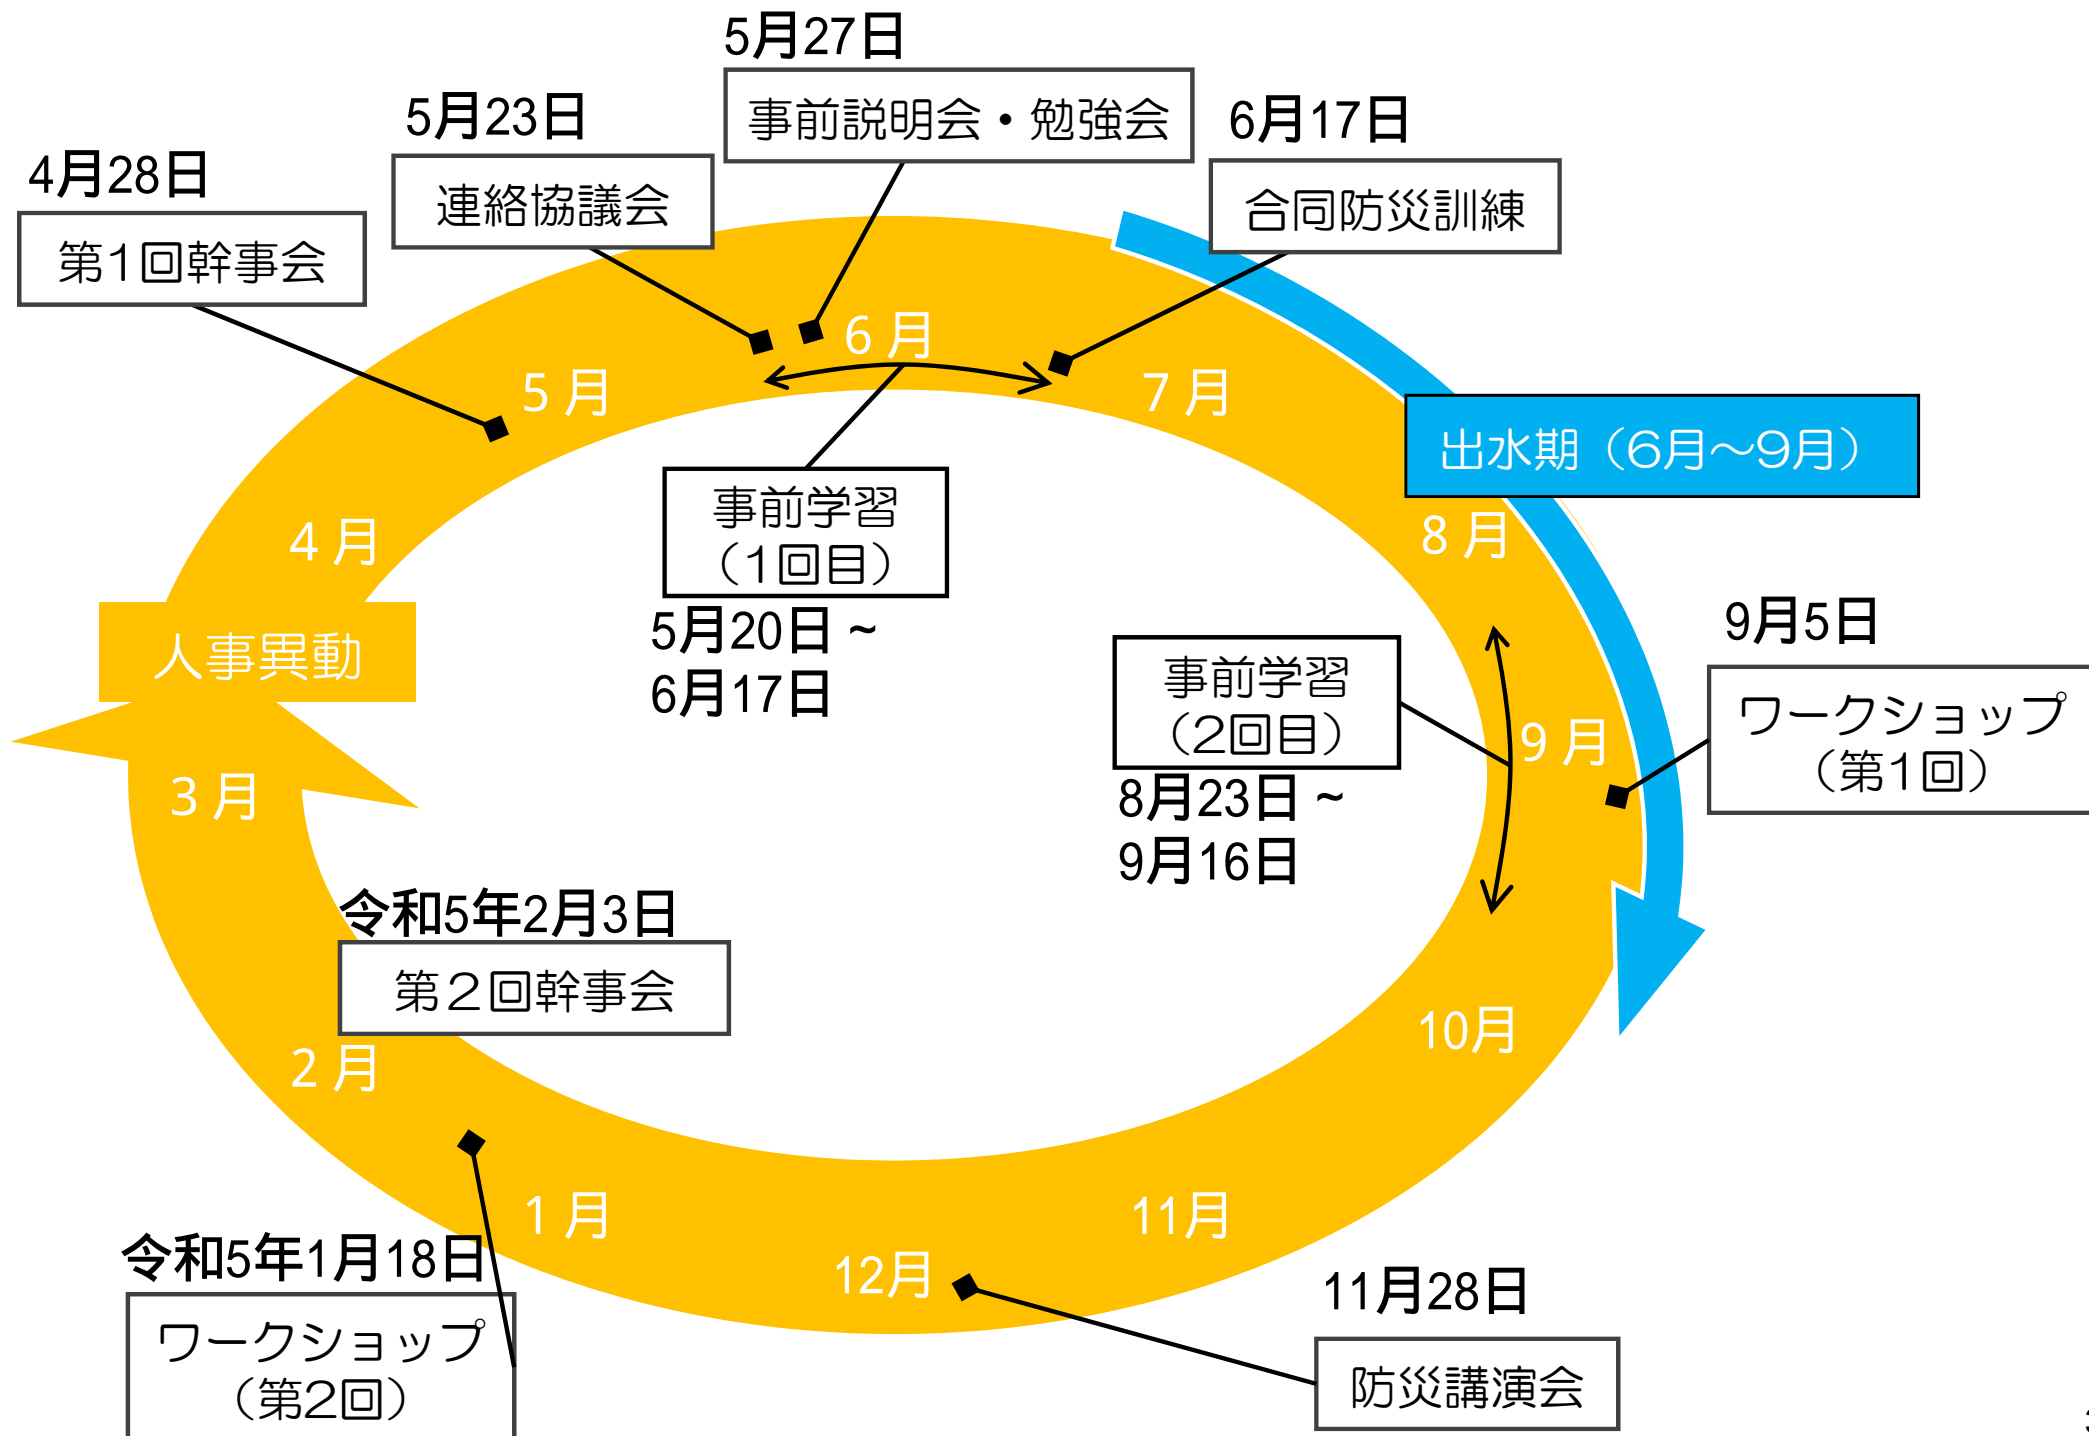 5月27日
事前説明会・勉強会
5月23日
連絡協議会
6月17日
合同防災訓練
4月28日
第1回幹事会
6 月
5 月
7 月
出水期（6月～9月）
事前学習
（1回目）
5月20日 ~
6月17日
4 月
8 月
人事異動
9月5日
ワークショップ
（第1回）
事前学習
（2回目）
8月23日 ~
9月16日
9 月
3 月
令和5年2月3日
第２回幹事会
2 月
10月
1 月
11月
12月
令和5年1月18日
ワークショップ
（第2回）
11月28日
防災講演会